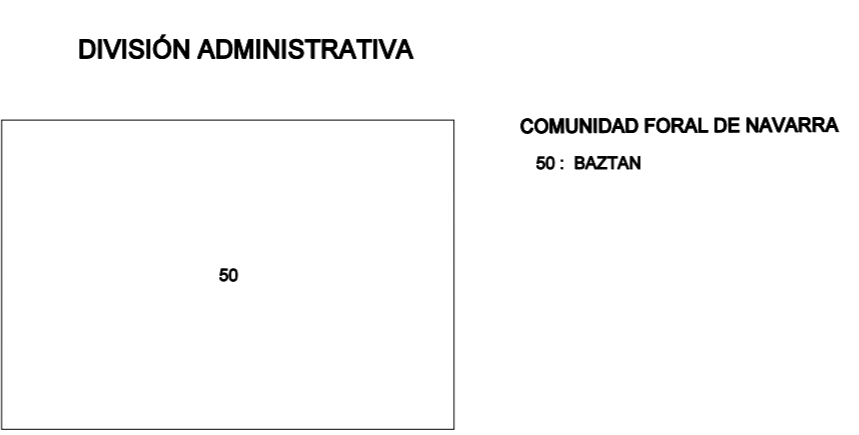 DIVISIÓN ADMINISTRATIVA
COMUNIDAD FORAL DE NAVARRA
50 : BAZTAN
50